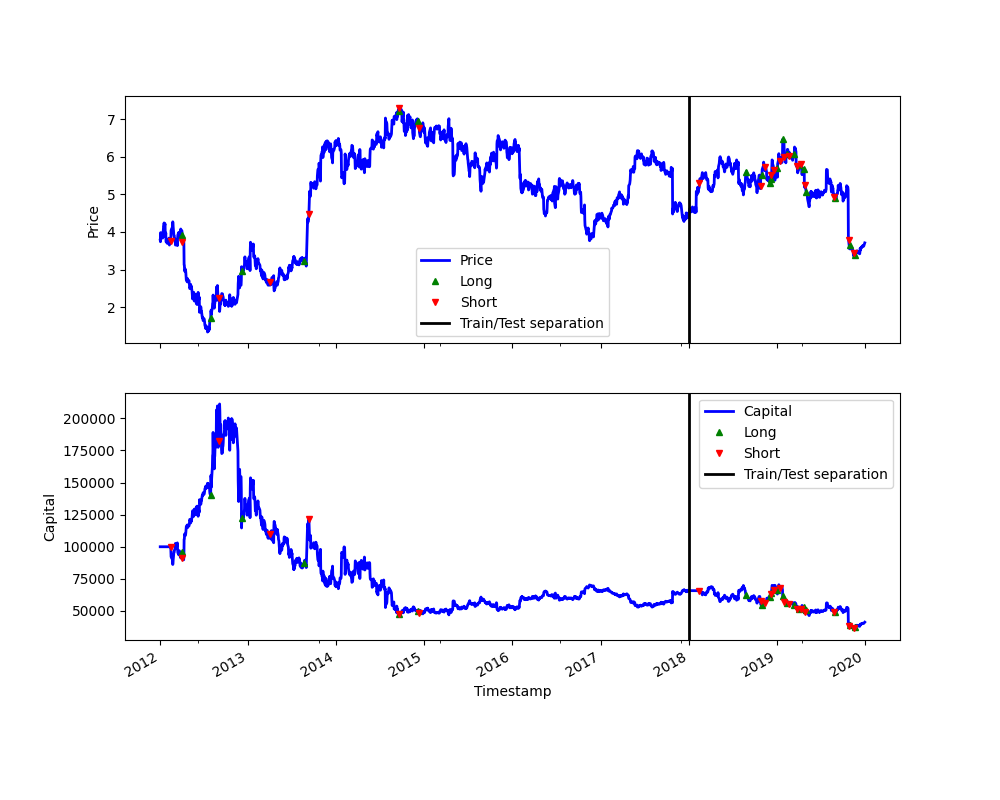 7
6
5
4
3
2
Price
Price
Long
Short
Train/Test separation
200000
175000
150000
125000
100000
75000
50000
Capital
Capital
Long
Short
Train/Test separation
2012 2013 2014 2015 2016 2017 2018 2019 2020
Timestamp